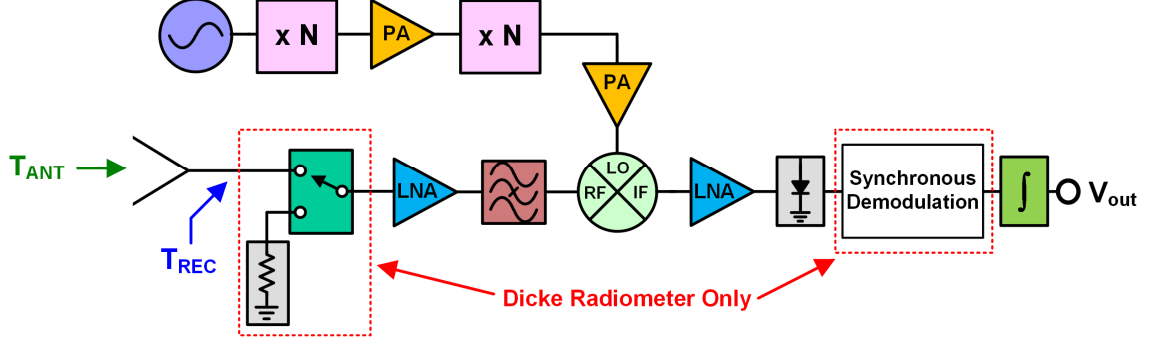 x N
PA
x N
PA
T_ANT
T_REC
LNA
LO
RF
IF
LNA
Synchronous
Demodulation
∫
V_out
Dicke Radiometer Only